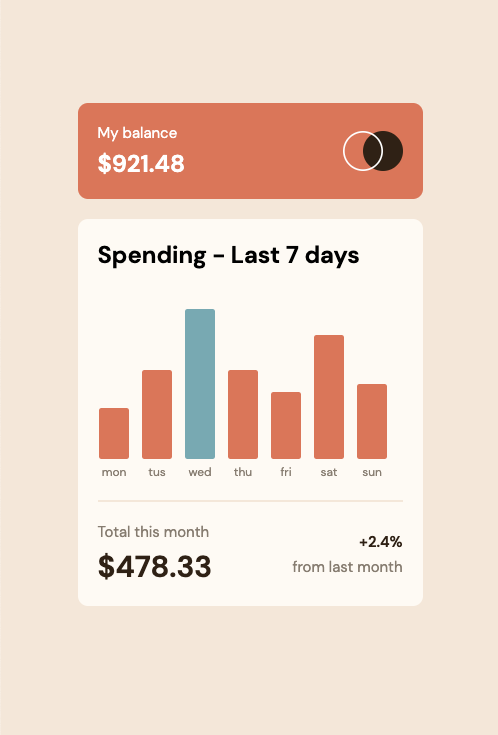 My balance
$921.48
Spending - Last 7 days
mon tus wed thu fri sat sun
Total this month
$478.33
+2.4%
from last month